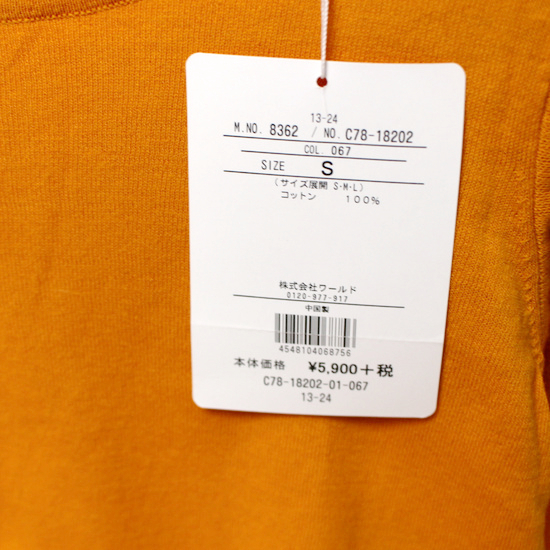 13-24
M.NO. 8362 / NO. C78-18202
COL. 067
SIZE S
(サイズ展開 S・M・L)
コットン 100%
株式会社ワールド
0120-977-917
中国製
4548104068756
本体価格 ¥5,900+税
C78-18202-01-067
13-24